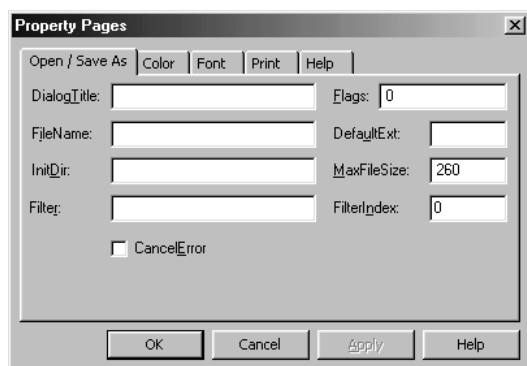 Property Pages
Open / Save As Color Font Print Help
DialogTitle: Flags: 0
FileName: DefaultExt:
InitDir: MaxFileSize: 260
Filter: FilterIndex: 0
CancelError
OK Cancel Apply Help